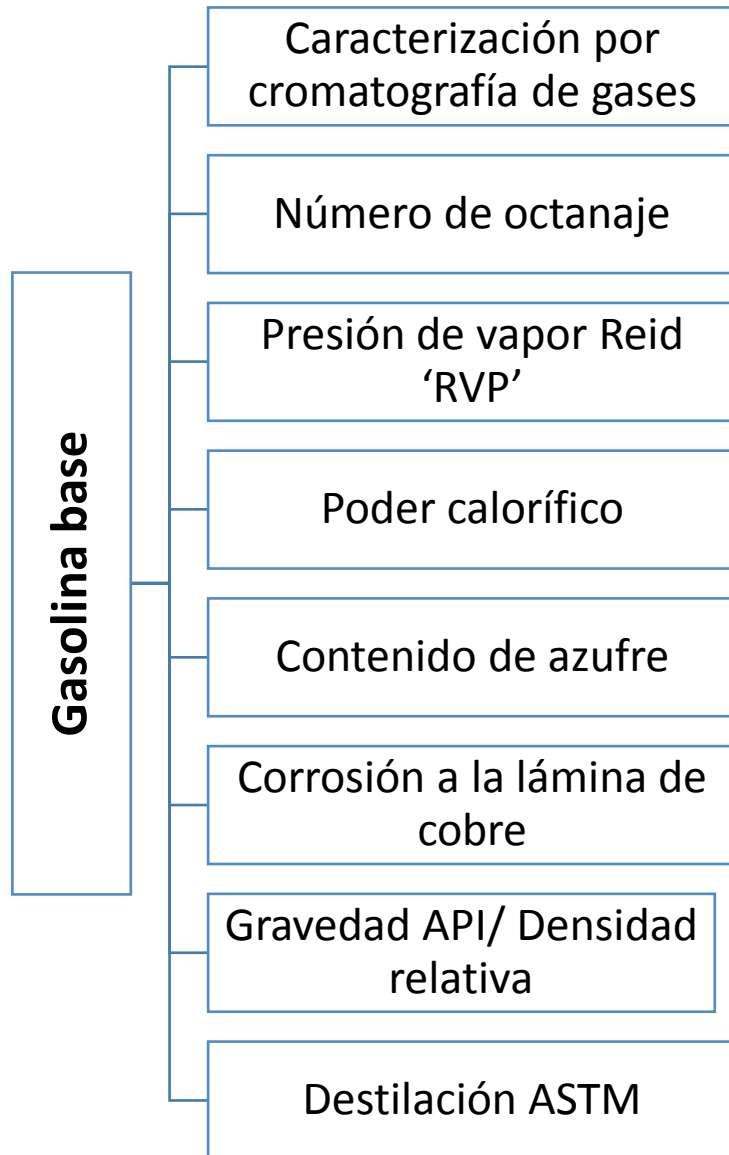 Gasolina base
Caracterización por
cromatografía de gases
Número de octanaje
Presión de vapor Reid
‘RVP’
Poder calorífico
Contenido de azufre
Corrosión a la lámina de
cobre
Gravedad API/ Densidad
relativa
Destilación ASTM